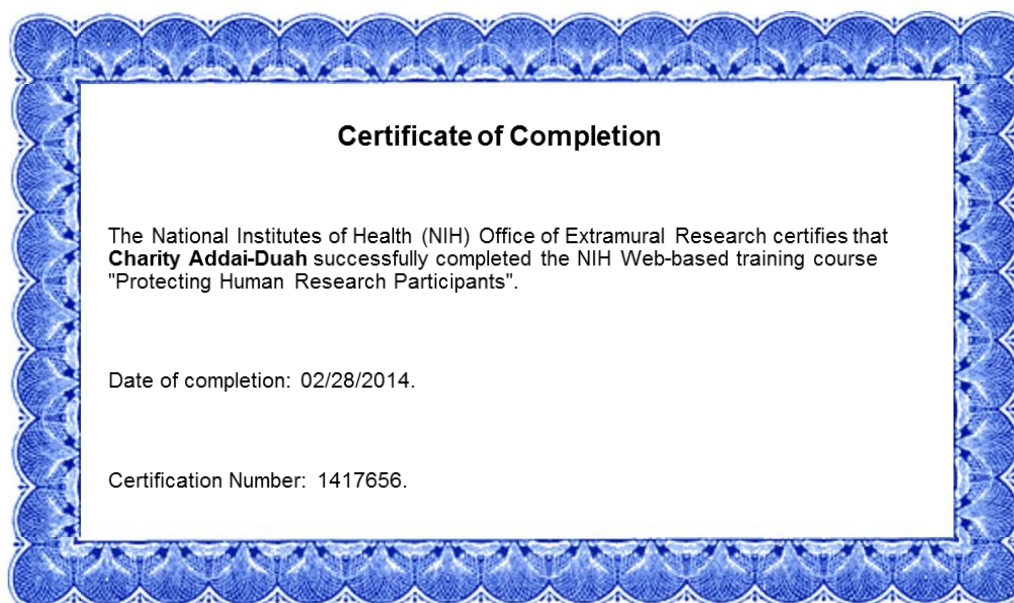 Certificate of Completion
The National Institutes of Health (NIH) Office of Extramural Research certifies that
Charity Addai-Duah successfully completed the NIH Web-based training course
"Protecting Human Research Participants".
Date of completion: 02/28/2014.
Certification Number: 1417656.